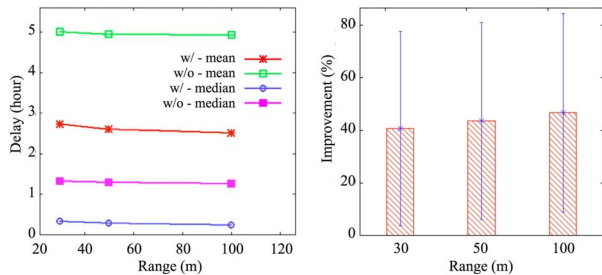 5
4
3
2
1
0
Delay (hour)
w/ - mean
w/o - mean
w/ - median
w/o - median
20 40 60 80 100 120
Range (m)
80
60
40
20
0
Improvement (%)
30 50 100
Range (m)